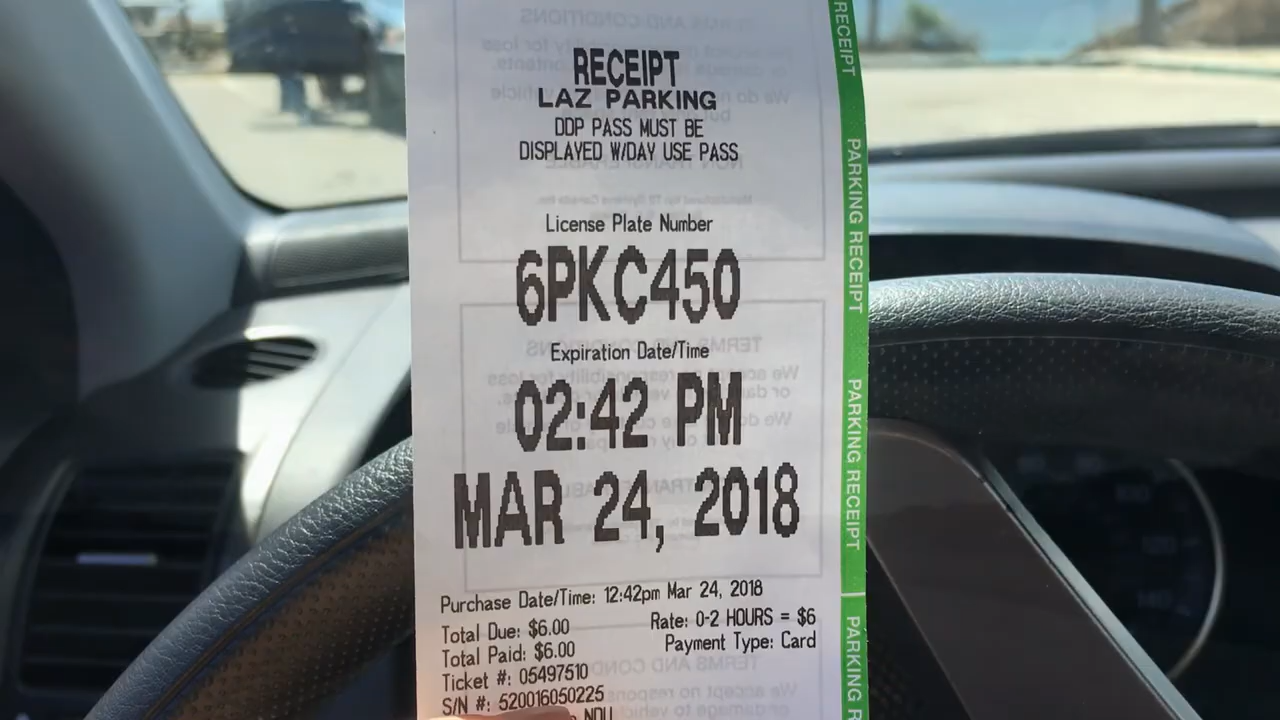 RECEIPT
LAZ PARKING
DDP PASS MUST BE
DISPLAYED W/DAY USE PASS
License Plate Number
6PKC450
Expiration Date/Time
02:42 PM
MAR 24, 2018
Purchase Date/Time: 12:42pm Mar 24, 2018
Total Due: $6.00
Rate: 0-2 HOURS = $6
Total Paid: $6.00
Payment Type: Card
Ticket #: 05497510
S/N #: 520016050225
NDU
RECEIPT
PARKING RECEIPT
PARKING RECEIPT
PARKING R